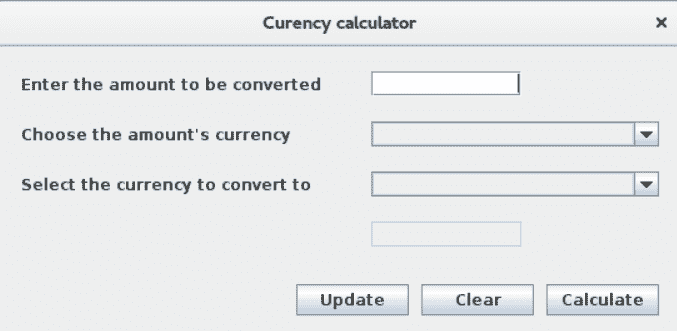 Curency calculator
Enter the amount to be converted
Choose the amount's currency
Select the currency to convert to
Update Clear Calculate